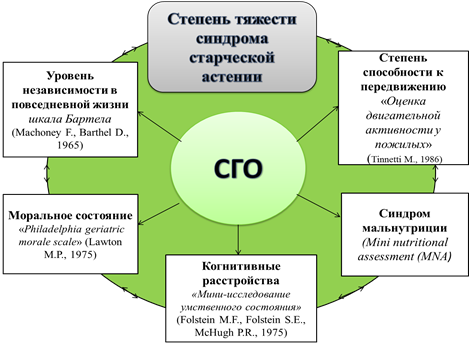 Степень тяжести
синдрома
старческой
астении
Уровень
независимости в
повседневной жизни
шкала Бартела
(Machoney F., Barthel D.,
1965)
Степень
способности к
передвижению
«Оценка
двигательной
активности у
пожилых»
(Tinnetti M., 1986)
СГО
Моральное состояние
«Philadelphia geriatric
morale scale» (Lawton
M.P., 1975)
Синдром
мальнутриции
(Mini nutritional
assessment (MNA)
Когнитивные
расстройства
«Мини-исследование
умственного состояния»
(Folstein M.F., Folstein S.E.,
McHugh P.R., 1975)